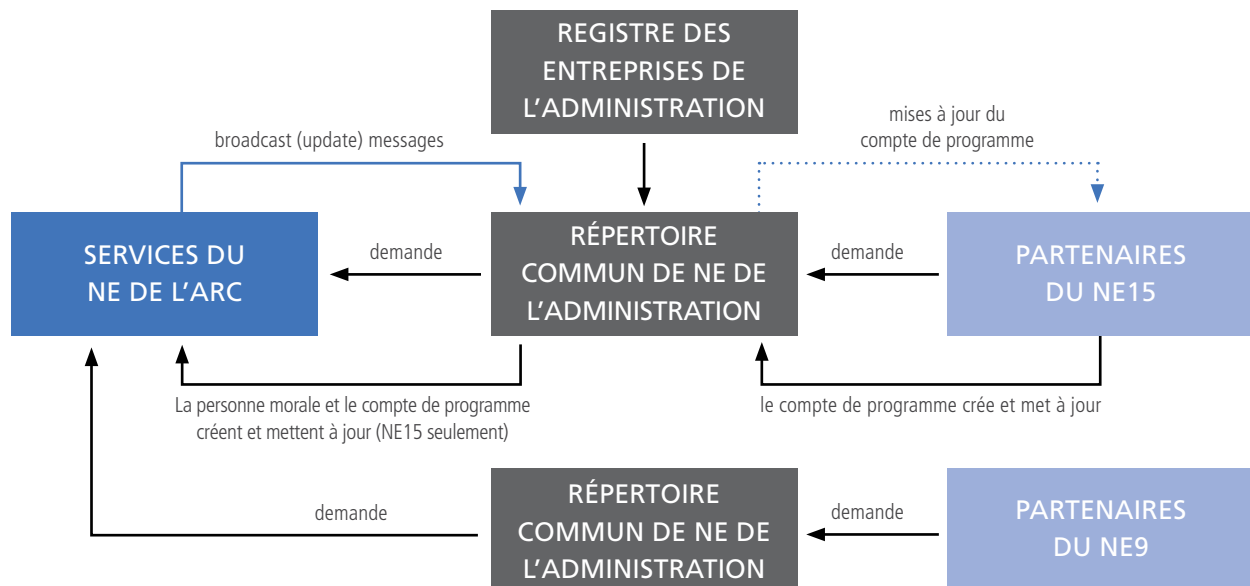 REGISTRE DES
ENTREPRISES DE
L’ADMINISTRATION
broadcast (update) messages
mises à jour du
compte de programme
SERVICES DU
NE DE L’ARC
demande
RÉPERTOIRE
COMMUN DE NE DE
L’ADMINISTRATION
demande
PARTENAIRES
DU NE15
La personne morale et le compte de programme
créent et mettent à jour (NE15 seulement)
le compte de programme crée et met à jour
demande
RÉPERTOIRE
COMMUN DE NE DE
L’ADMINISTRATION
demande
PARTENAIRES
DU NE9